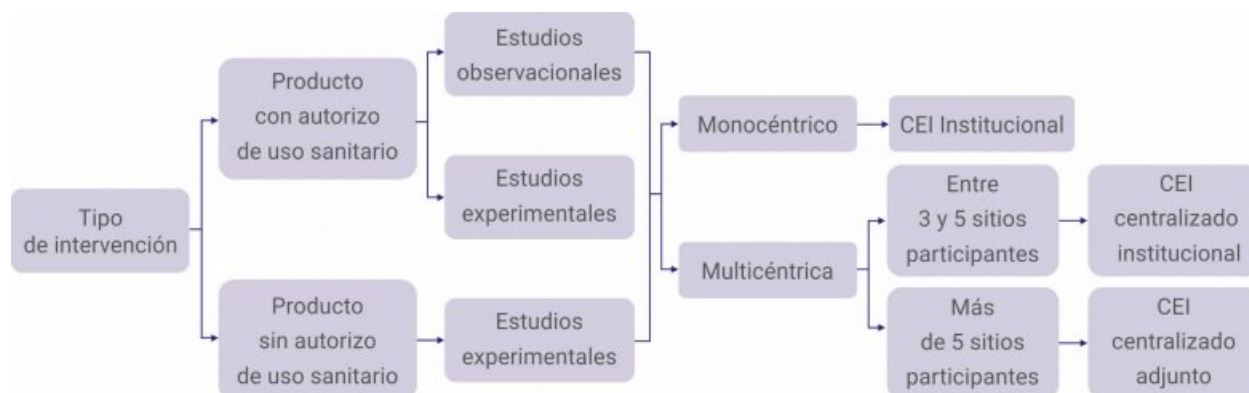 Tipo
de intervención
Producto
con autorizo
de uso sanitario
Producto
sin autorizo
de uso sanitario
Estudios
observacionales
Estudios
experimentales
Estudios
experimentales
Monocéntrico
CEI Institucional
Multicéntrica
Entre
3 y 5 sitios
participantes
CEI
centralizado
institucional
Más
de 5 sitios
participantes
CEI
centralizado
adjunto